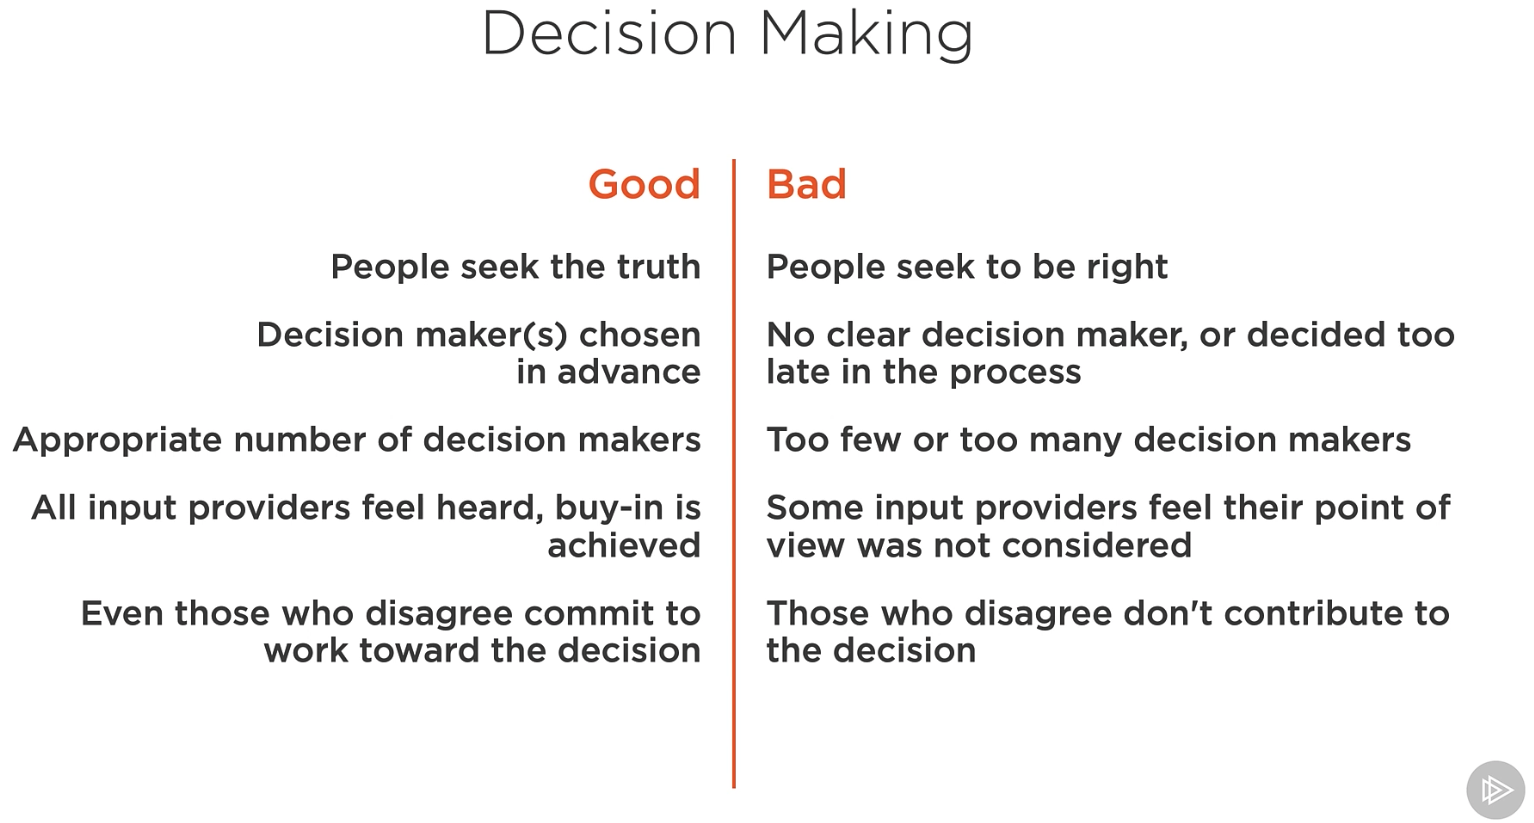 Decision Making
Good
People seek the truth
Decision maker(s) chosen
in advance
Appropriate number of decision makers
All input providers feel heard, buy-in is
achieved
Even those who disagree commit to
work toward the decision
Bad
People seek to be right
No clear decision maker, or decided too
late in the process
Too few or too many decision makers
Some input providers feel their point of
view was not considered
Those who disagree don't contribute to
the decision